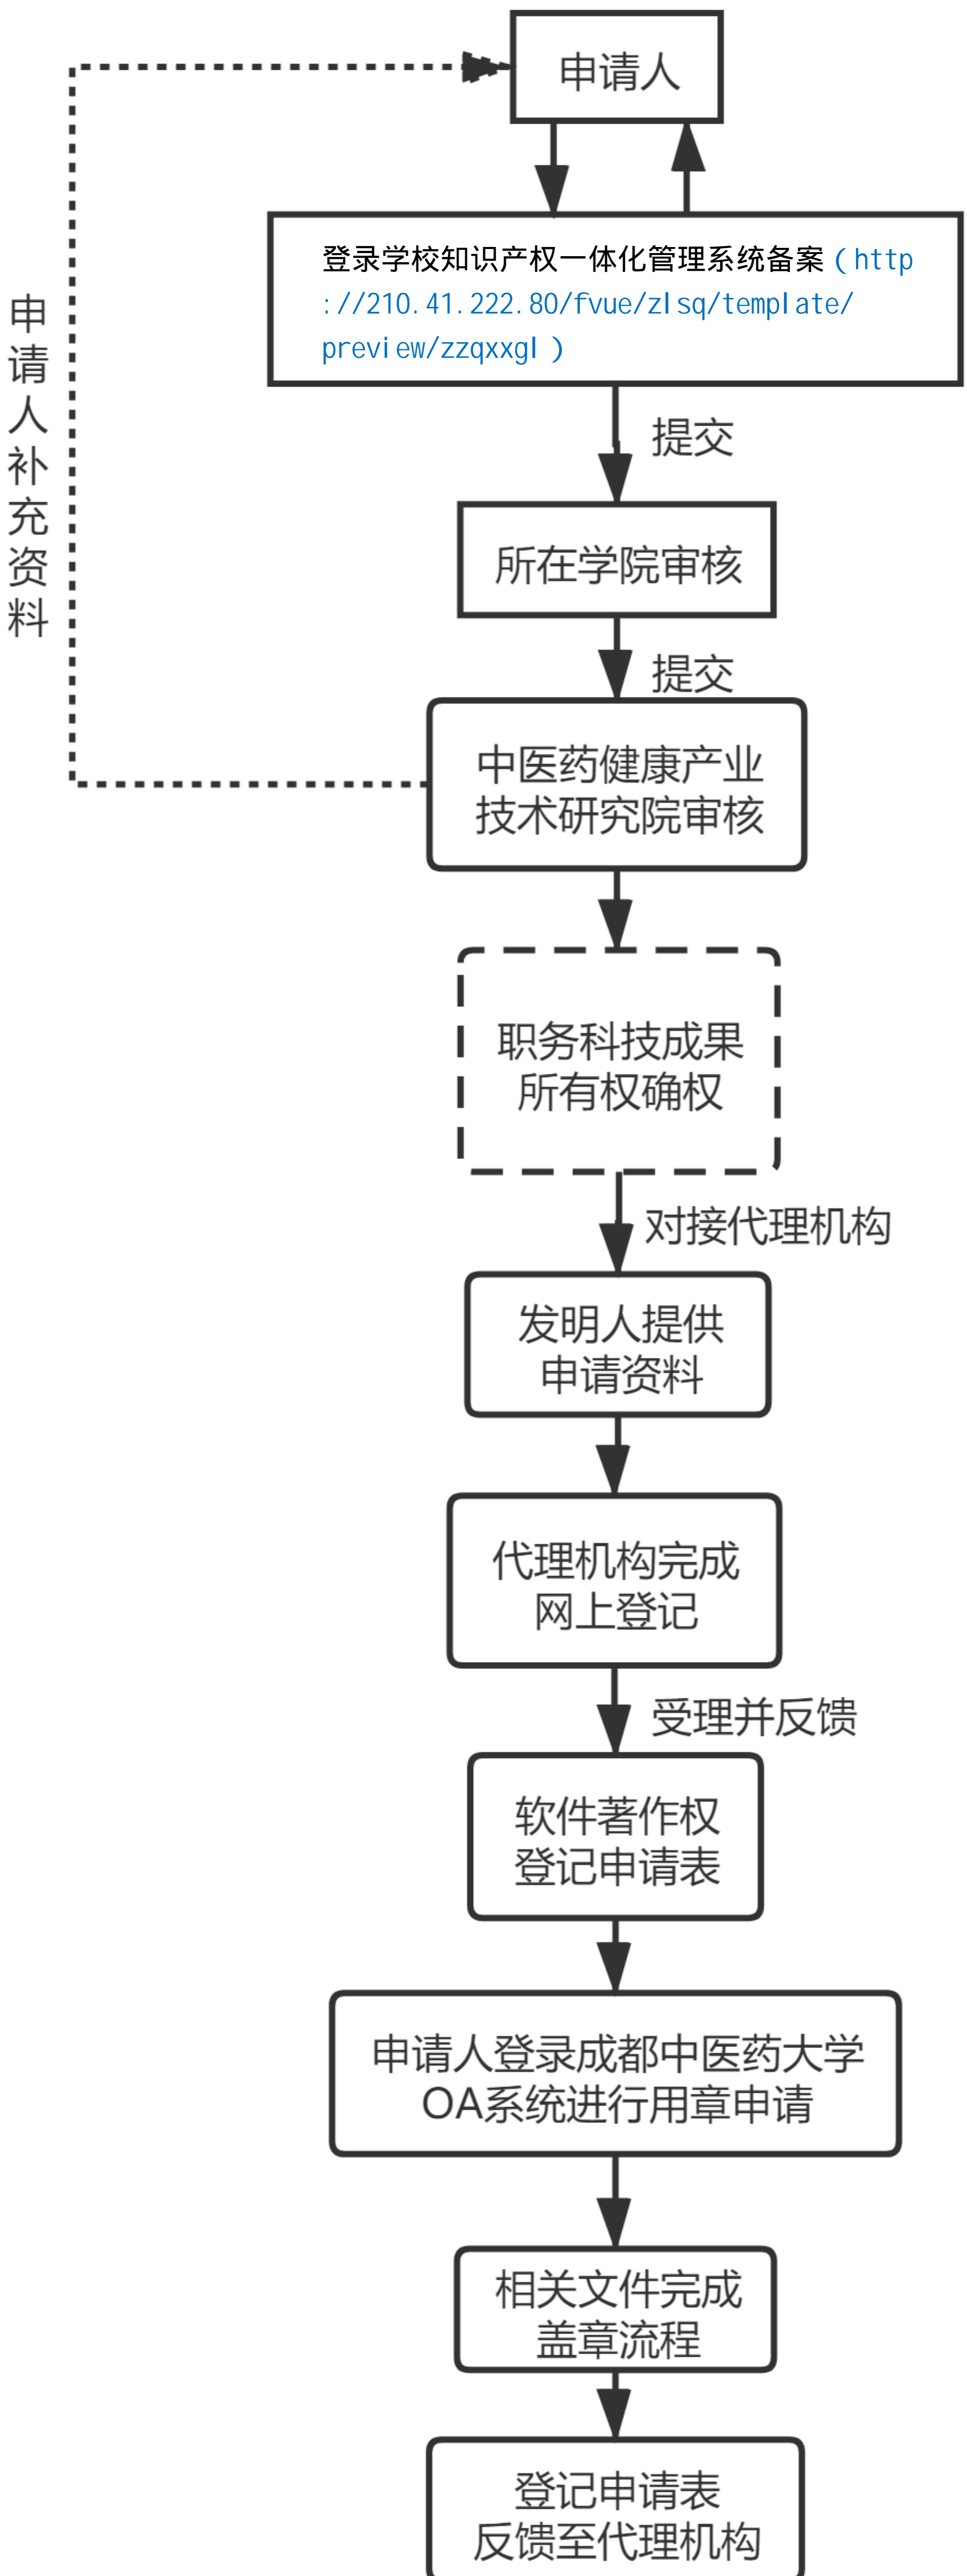 申请人
登录学校知识产权一体化管理系统备案（http
://210.41.222.80/fvue/zlsq/template/
preview/zzqxxgl）
申请人补充资料
提交
所在学院审核
提交
中医药健康产业
技术研究院审核
职务科技成果
所有权确权
对接代理机构
发明人提供
申请资料
代理机构完成
网上登记
受理并反馈
软件著作权
登记申请表
申请人登录成都中医药大学
OA系统进行用章申请
相关文件完成
盖章流程
登记申请表
反馈至代理机构